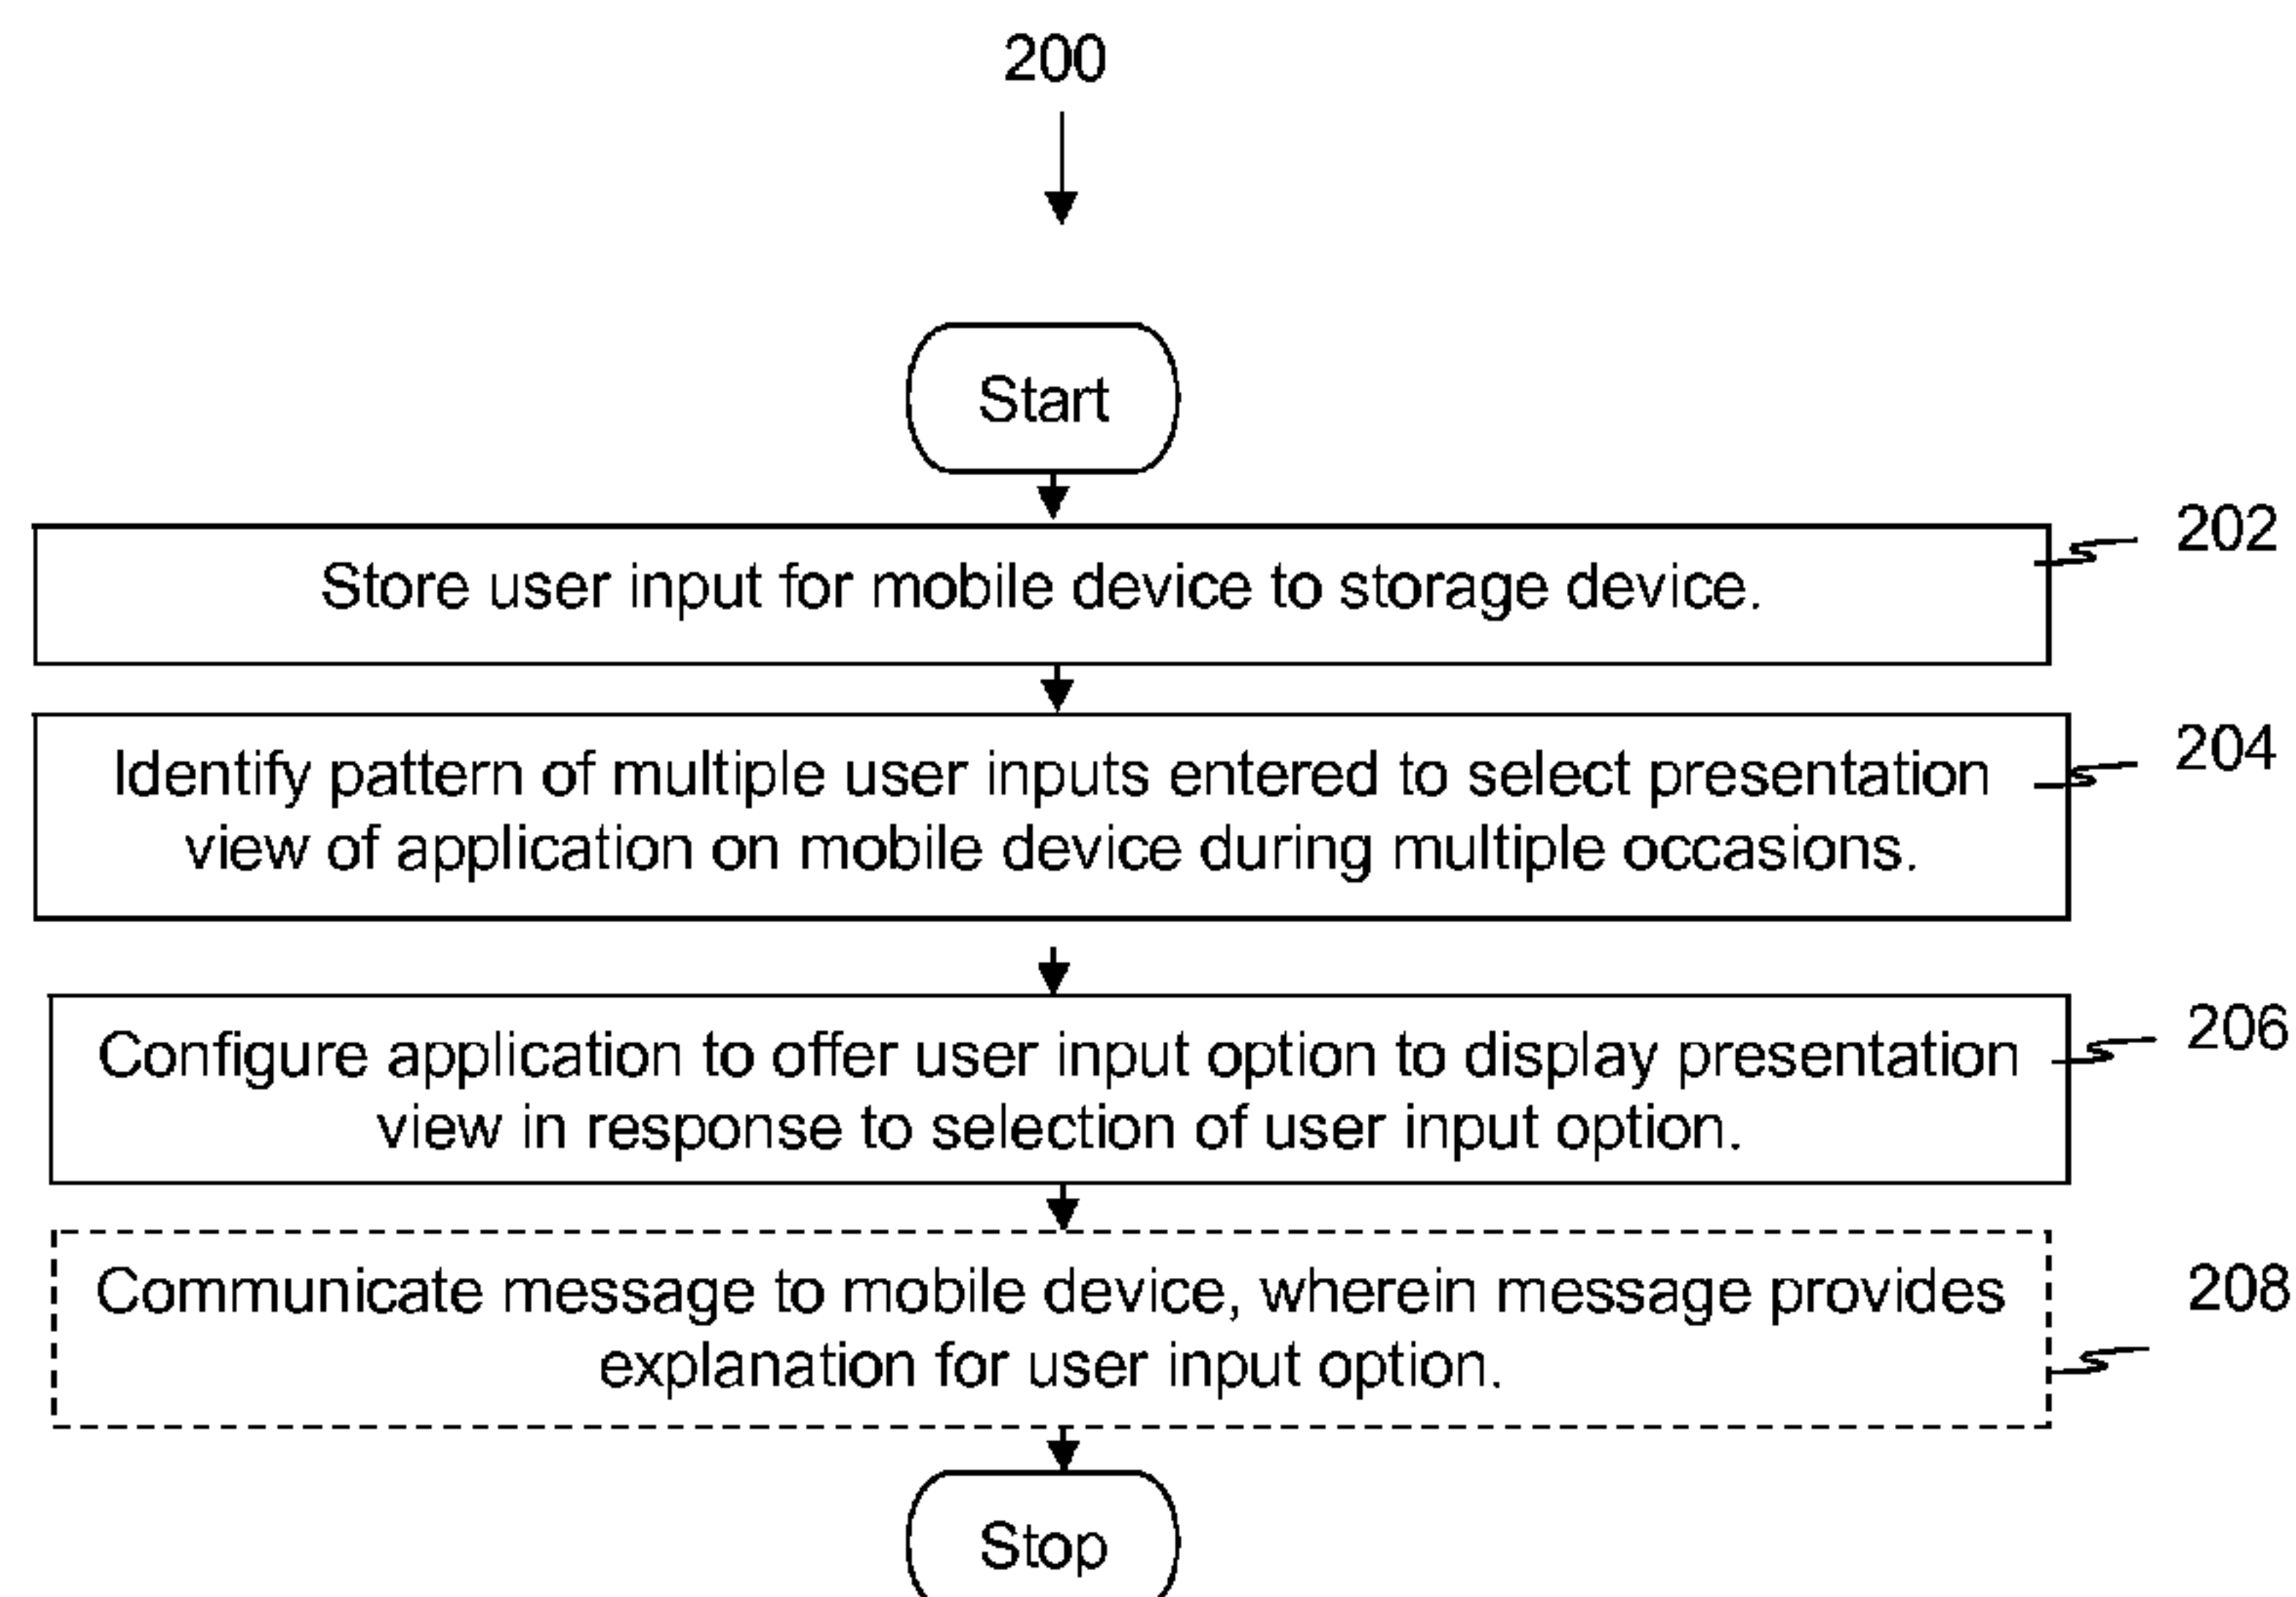 200
Start
202
Store user input for mobile device to storage device.
204
Identify pattern of multiple user inputs entered to select presentation
view of application on mobile device during multiple occasions.
206
Configure application to offer user input option to display presentation
view in response to selection of user input option.
208
Communicate message to mobile device, wherein message provides
explanation for user input option.
Stop